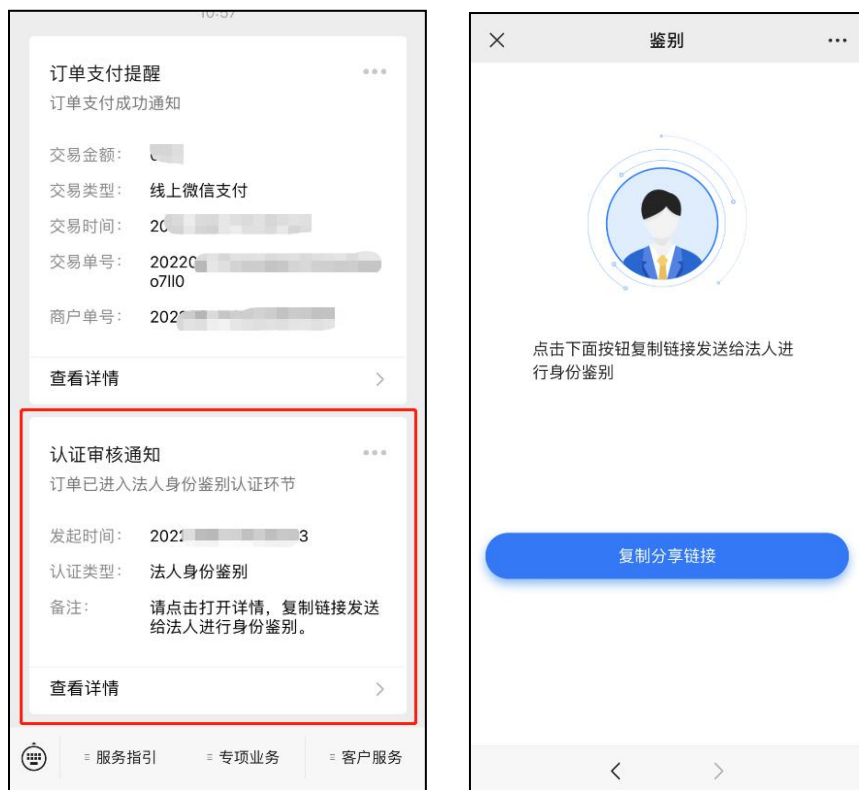 订单支付提醒
订单支付成功通知
交易金额：
交易类型： 线上微信支付
交易时间： 20
交易单号： 2022
o7ll0
商户单号： 202
查看详情
认证审核通知
订单已进入法人身份鉴别认证环节
发起时间： 202 3
认证类型： 法人身份鉴别
备注： 请点击打开详情，复制链接发送
给法人进行身份鉴别。
查看详情
服务指引 专项业务 客户服务
鉴别
点击下面按钮复制链接发送给法人进
行身份鉴别
复制分享链接